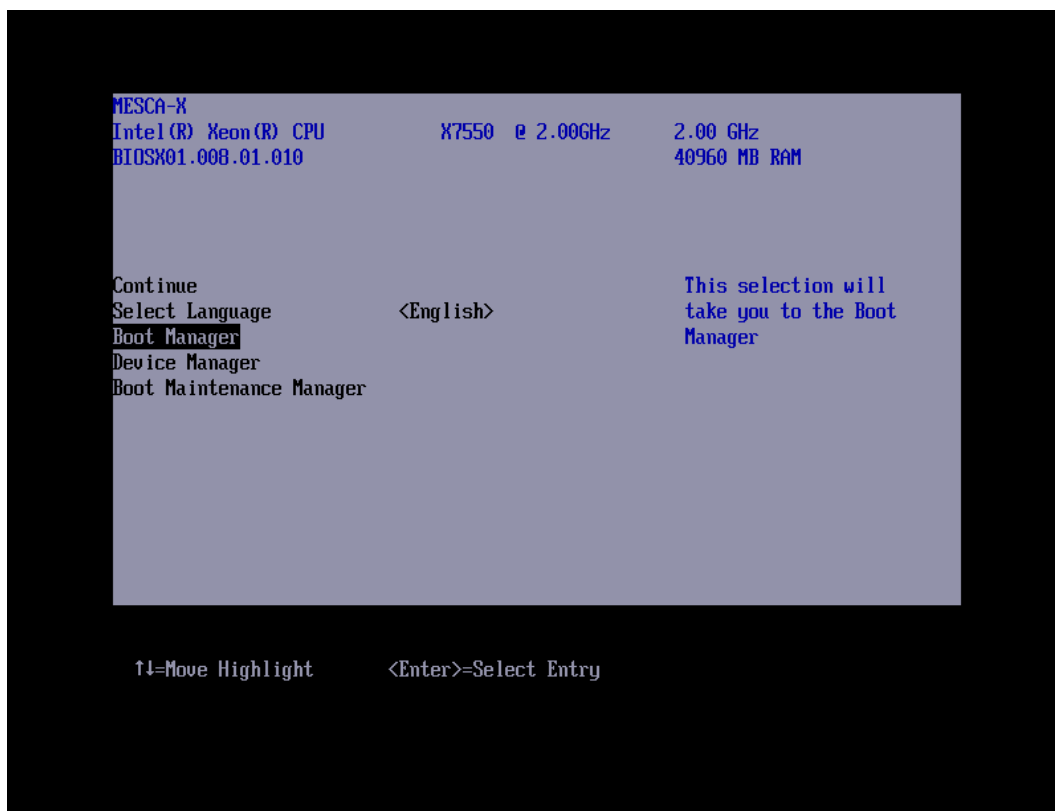 MESCA-X
Intel(R) Xeon(R) CPU X7550 @ 2.00GHz 2.00 GHz
BIOSX01.008.01.010 40960 MB RAM
Continue This selection will
Select Language <English> take you to the Boot
Boot Manager Manager
Device Manager
Boot Maintenance Manager
↑↓=Move Highlight <Enter>=Select Entry